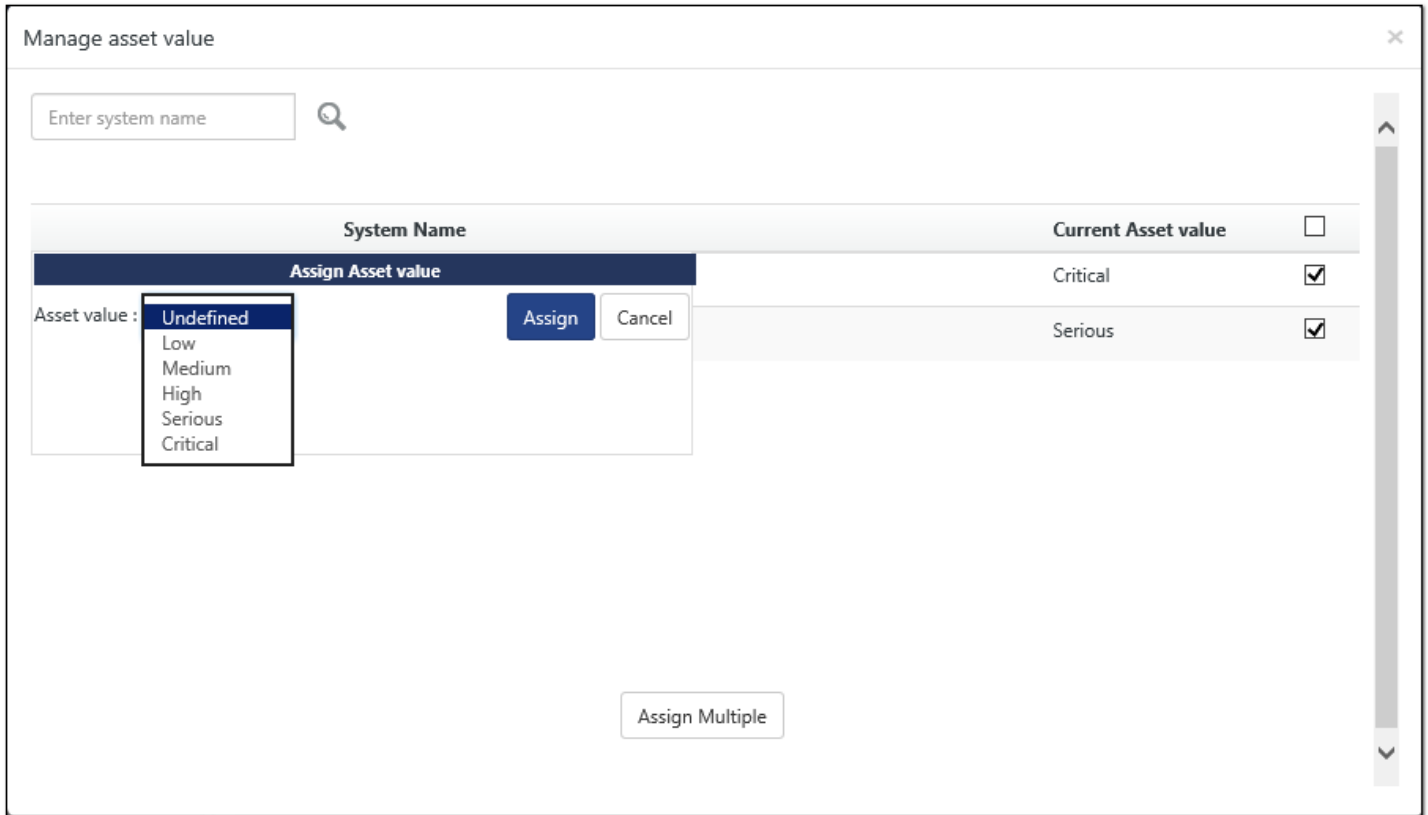 Manage asset value
Enter system name
System Name Current Asset value
Assign Asset value
Critical
Asset value : Undefined Assign Cancel
Serious
Low
Medium
High
Serious
Critical
Assign Multiple